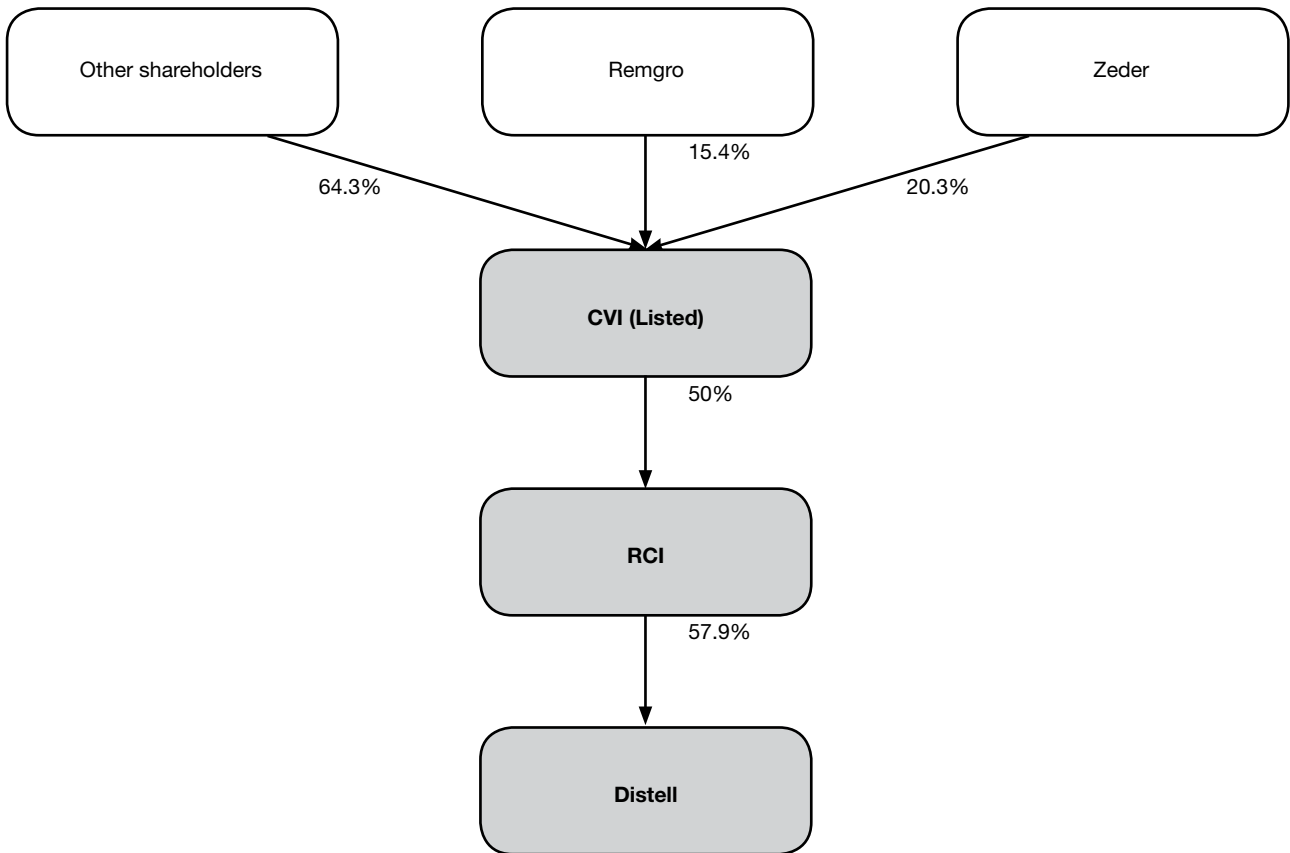 Other shareholders
Remgro
Zeder
15.4%
64.3%
20.3%
CVI (Listed)
50%
RCI
57.9%
Distell